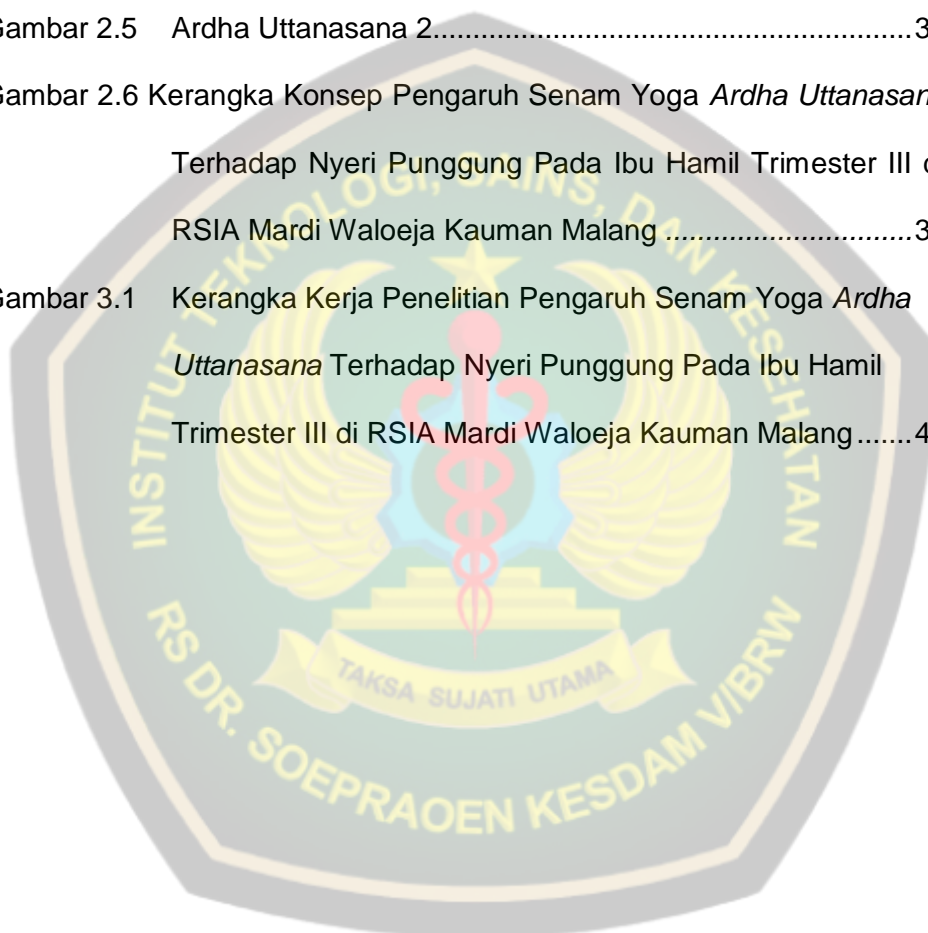 Gambar 2.5 Ardha Uttanasana 2.......................................................3
Gambar 2.6 Kerangka Konsep Pengaruh Senam Yoga Ardha Uttanasan
Terhadap Nyeri Punggung Pada Ibu Hamil Trimester III
RSIA Mardi Waloeja Kauman Malang .............................3
Gambar 3.1 Kerangka Kerja Penelitian Pengaruh Senam Yoga Ardha
Uttanasana Terhadap Nyeri Punggung Pada Ibu Hamil
Trimester III di RSIA Mardi Waloeja Kauman Malang .......4
INSTITUT TEKNOLOGI, SAINS, DAN KESEHATAN
TAKSA SUJATI UTAMA
RS DR. SOEPRAOEN KESDAM V/BRW